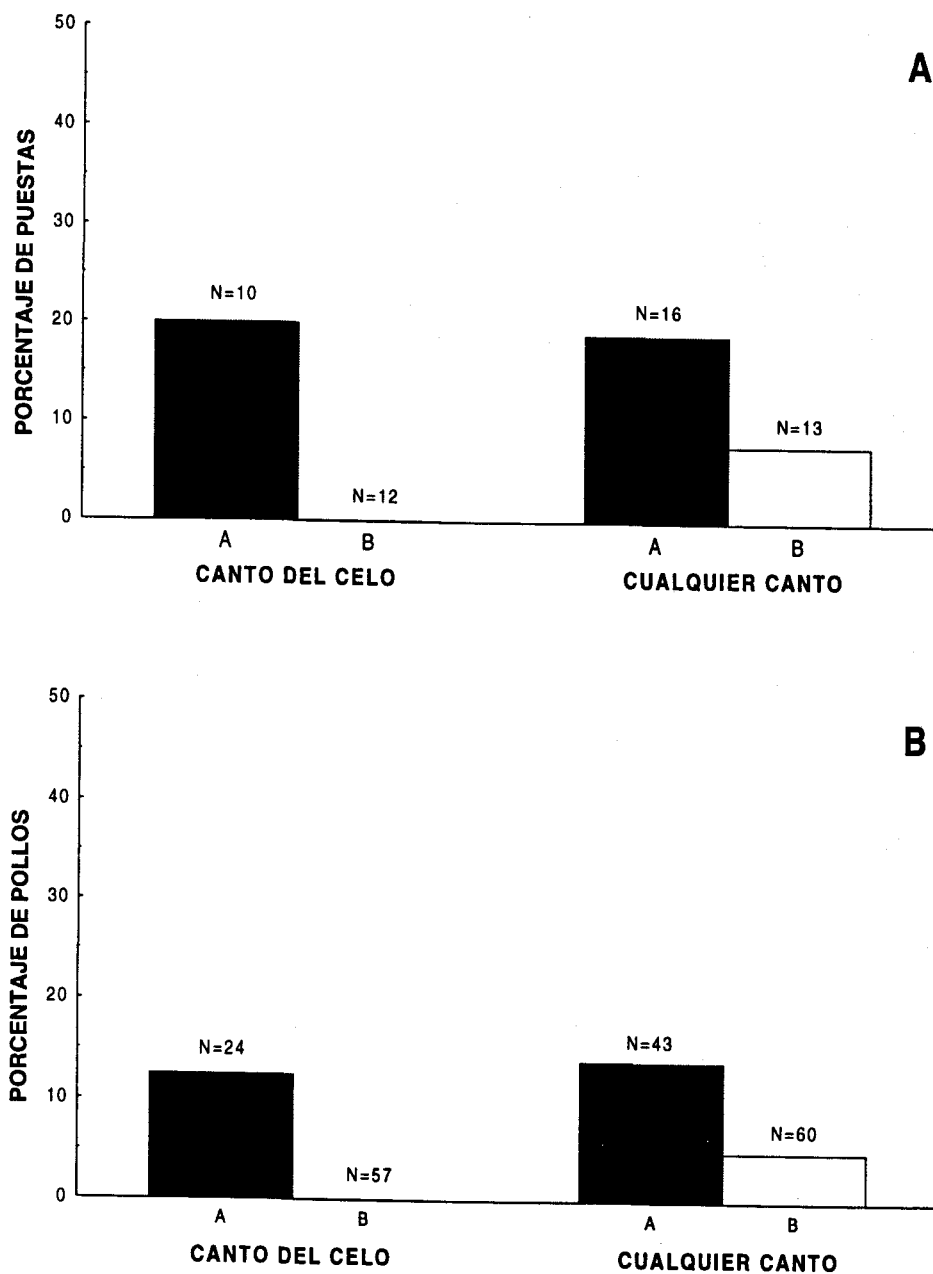 A
PORCENTAJE DE PUESTAS
50
40
30
20
10
0
N=10
N=12
N=16
N=13
A B A B
CANTO DEL CELO CUALQUIER CANTO
B
PORCENTAJE DE POLLOS
50
40
30
20
10
0
N=24
N=57
N=43
N=60
A B A B
CANTO DEL CELO CUALQUIER CANTO